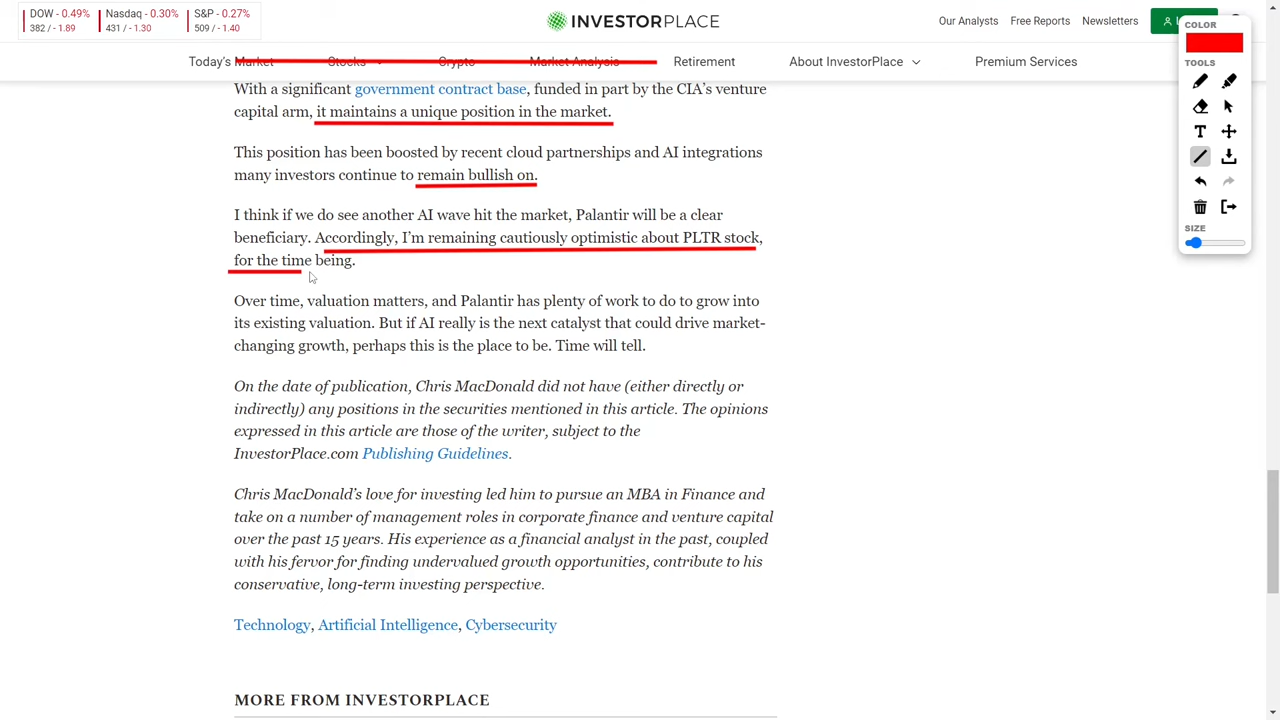 DOW - 0.49%
382 / - 1.89
Nasdaq - 0.30%
431 / - 1.30
S&P - 0.27%
509 / - 1.40
INVESTORPLACE
Our Analysts
Free Reports
Newsletters
Today's Market
Stocks
Crypto
Market Analysis
Retirement
About InvestorPlace
Premium Services
With a significant government contract base, funded in part by the CIA's venture
capital arm, it maintains a unique position in the market.
This position has been boosted by recent cloud partnerships and AI integrations
many investors continue to remain bullish on.
I think if we do see another AI wave hit the market, Palantir will be a clear
beneficiary. Accordingly, I'm remaining cautiously optimistic about PLTR stock,
for the time being.
Over time, valuation matters, and Palantir has plenty of work to do to grow into
its existing valuation. But if AI really is the next catalyst that could drive market-
changing growth, perhaps this is the place to be. Time will tell.
On the date of publication, Chris MacDonald did not have (either directly or
indirectly) any positions in the securities mentioned in this article. The opinions
expressed in this article are those of the writer, subject to the
InvestorPlace.com Publishing Guidelines.
Chris MacDonald's love for investing led him to pursue an MBA in Finance and
take on a number of management roles in corporate finance and venture capital
over the past 15 years. His experience as a financial analyst in the past, coupled
with his fervor for finding undervalued growth opportunities, contribute to his
conservative, long-term investing perspective.
Technology, Artificial Intelligence, Cybersecurity
MORE FROM INVESTORPLACE
COLOR
TOOLS
T
SIZE